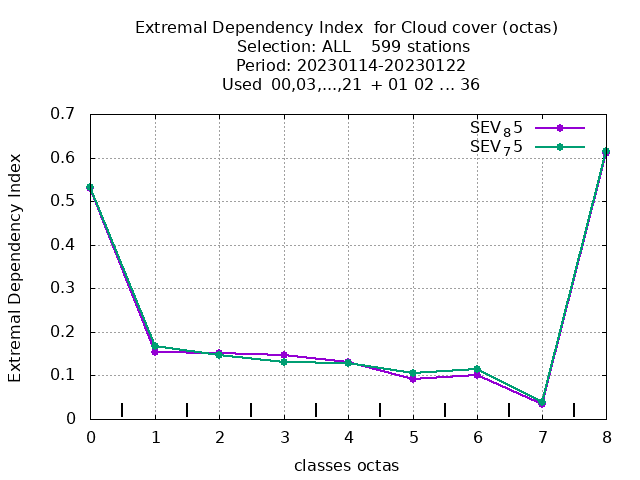 Extremal Dependency Index  for Cloud cover (octas)
Selection: ALL    599 stations
Period: 20230114-20230122
Used  00,03,...,21  + 01 02 ... 36
SEV₈5
SEV₇5
Extremal Dependency Index
0.7
0.6
0.5
0.4
0.3
0.2
0.1
0
0 1 2 3 4 5 6 7 8
classes octas